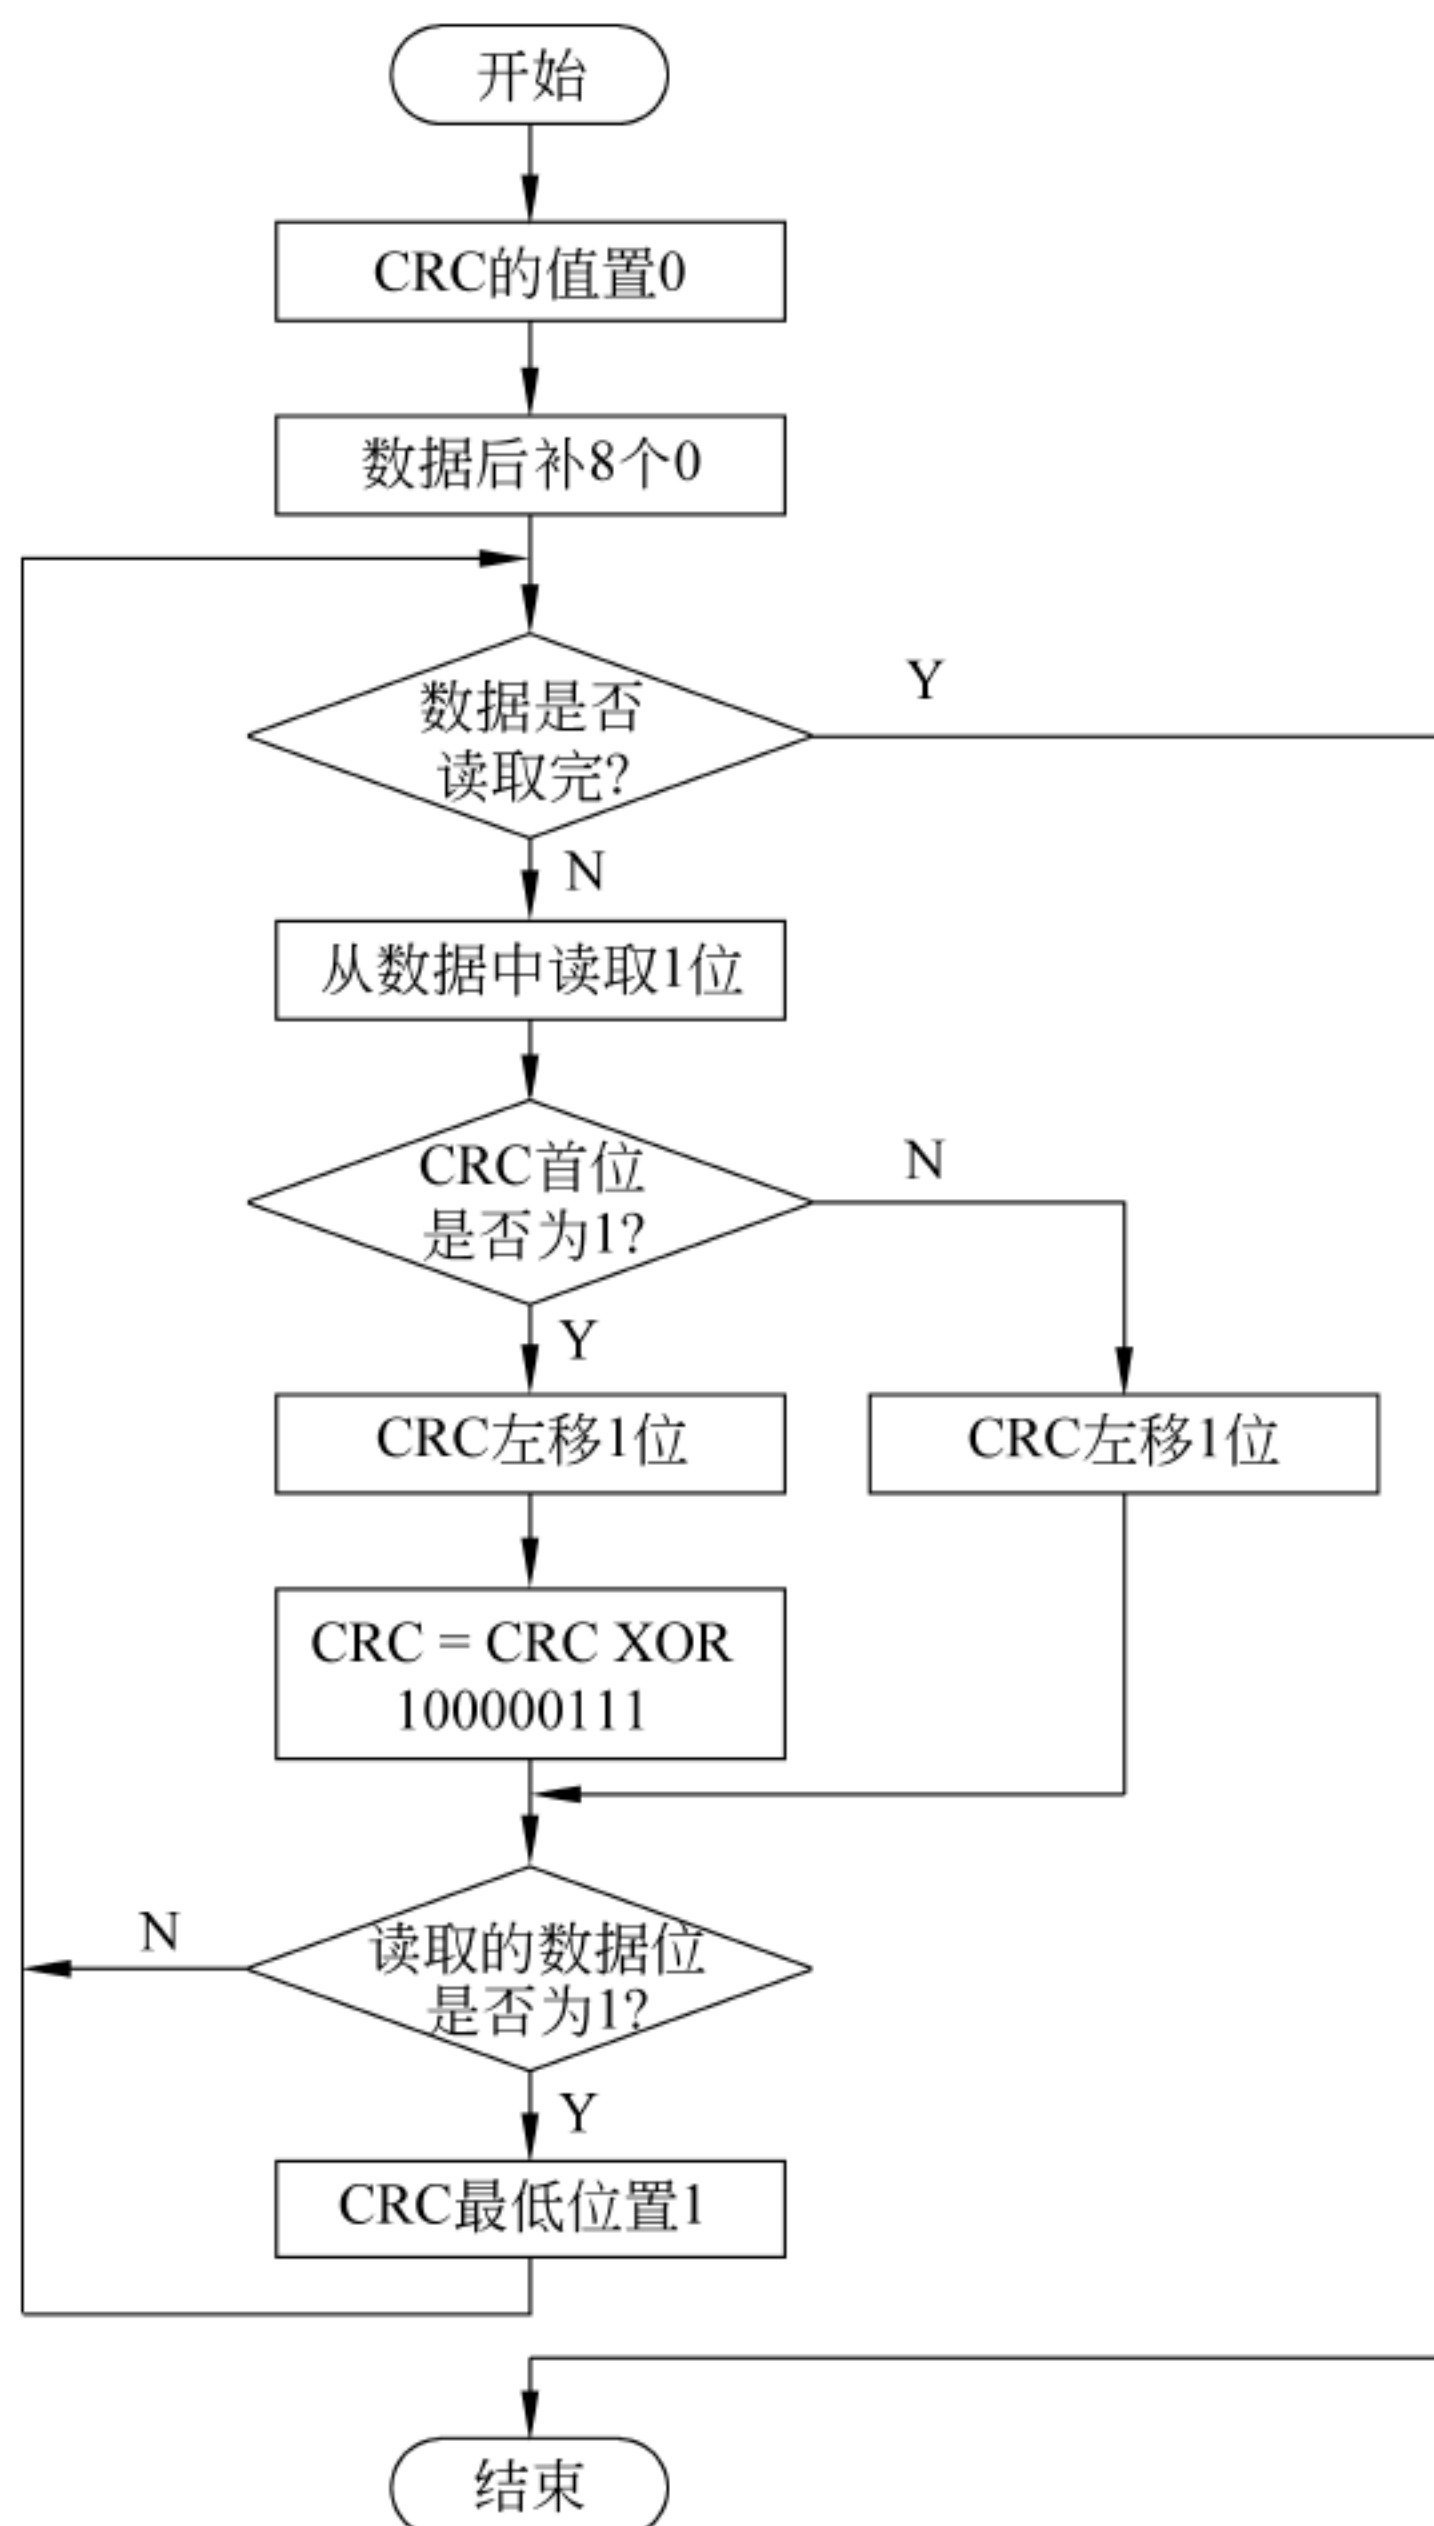 开始
CRC的值置0
数据后补8个0
数据是否
读取完?
Y
N
从数据中读取1位
CRC首位
是否为1?
N
Y
CRC左移1位
CRC左移1位
CRC = CRC XOR
100000111
读取的数据位
是否为1?
N
Y
CRC最低位置1
结束